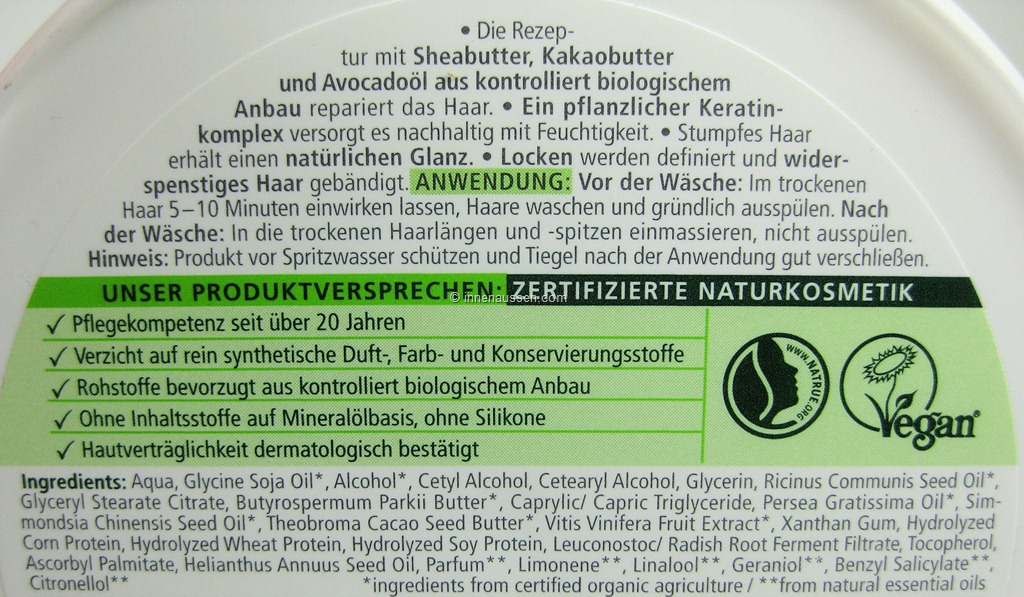 • Die Rezep-
tur mit Sheabutter, Kakaobutter
und Avocadoöl aus kontrolliert biologischem
Anbau repariert das Haar. • Ein pflanzlicher Keratin-
komplex versorgt es nachhaltig mit Feuchtigkeit. • Stumpfes Haar
erhält einen natürlichen Glanz. • Locken werden definiert und wider-
spenstiges Haar gebändigt. ANWENDUNG: Vor der Wäsche: Im trockenen
Haar 5–10 Minuten einwirken lassen, Haare waschen und gründlich ausspülen. Nach
der Wäsche: In die trockenen Haarlängen und -spitzen einmassieren, nicht ausspülen.
Hinweis: Produkt vor Spritzwasser schützen und Tiegel nach der Anwendung gut verschließen.
UNSER PRODUKTVERSPRECHEN: ZERTIFIZIERTE NATURKOSMETIK
© innenaussen.com
✓ Pflegekompetenz seit über 20 Jahren
✓ Verzicht auf rein synthetische Duft-, Farb- und Konservierungsstoffe
✓ Rohstoffe bevorzugt aus kontrolliert biologischem Anbau
✓ Ohne Inhaltsstoffe auf Mineralölbasis, ohne Silikone
✓ Hautverträglichkeit dermatologisch bestätigt
WWW.NATRUE.ORG
Vegan®
Ingredients: Aqua, Glycine Soja Oil*, Alcohol*, Cetyl Alcohol, Cetearyl Alcohol, Glycerin, Ricinus Communis Seed Oil*,
Glyceryl Stearate Citrate, Butyrospermum Parkii Butter*, Caprylic/ Capric Triglyceride, Persea Gratissima Oil*, Sim-
mondsia Chinensis Seed Oil*, Theobroma Cacao Seed Butter*, Vitis Vinifera Fruit Extract*, Xanthan Gum, Hydrolyzed
Corn Protein, Hydrolyzed Wheat Protein, Hydrolyzed Soy Protein, Leuconostoc/ Radish Root Ferment Filtrate, Tocopherol,
Ascorbyl Palmitate, Helianthus Annuus Seed Oil, Parfum**, Limonene**, Linalool**, Geraniol**, Benzyl Salicylate**,
Citronellol** *ingredients from certified organic agriculture / **from natural essential oils